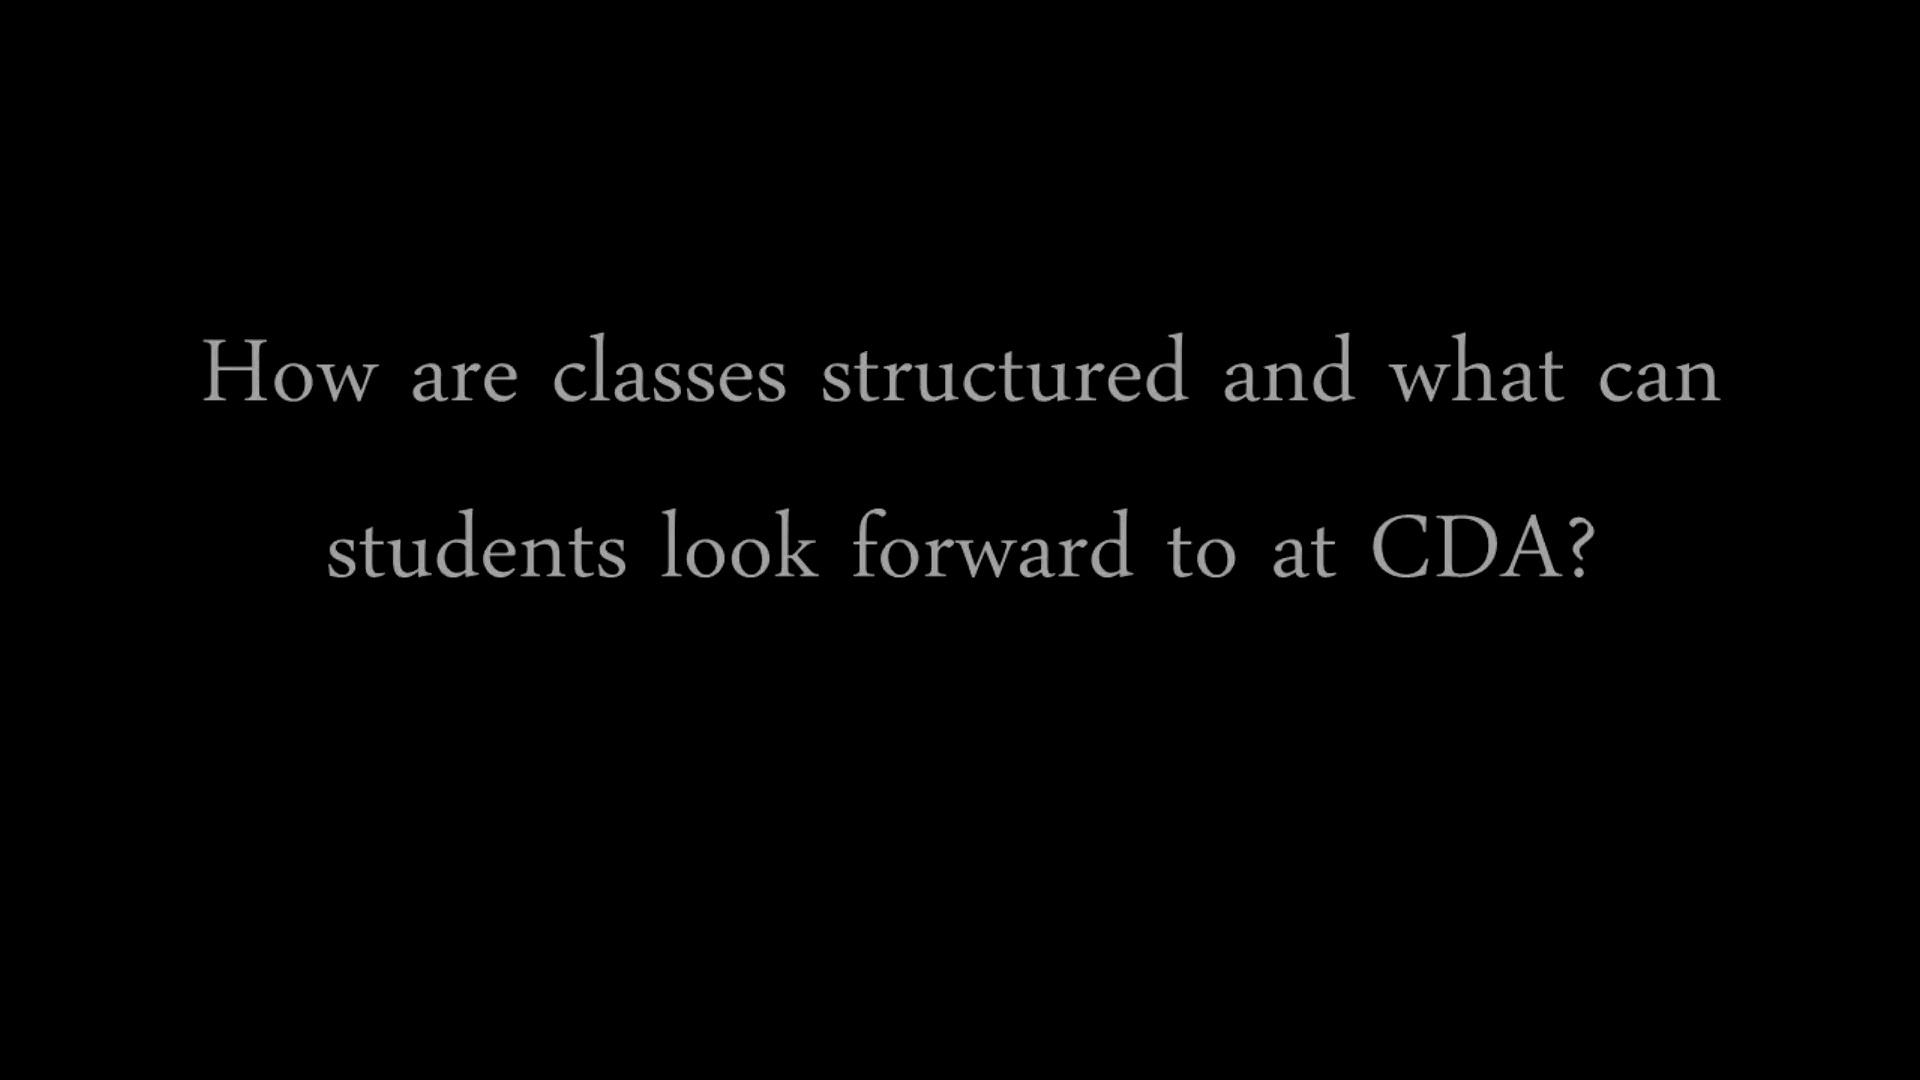 How are classes structured and what can
students look forward to at CDA?